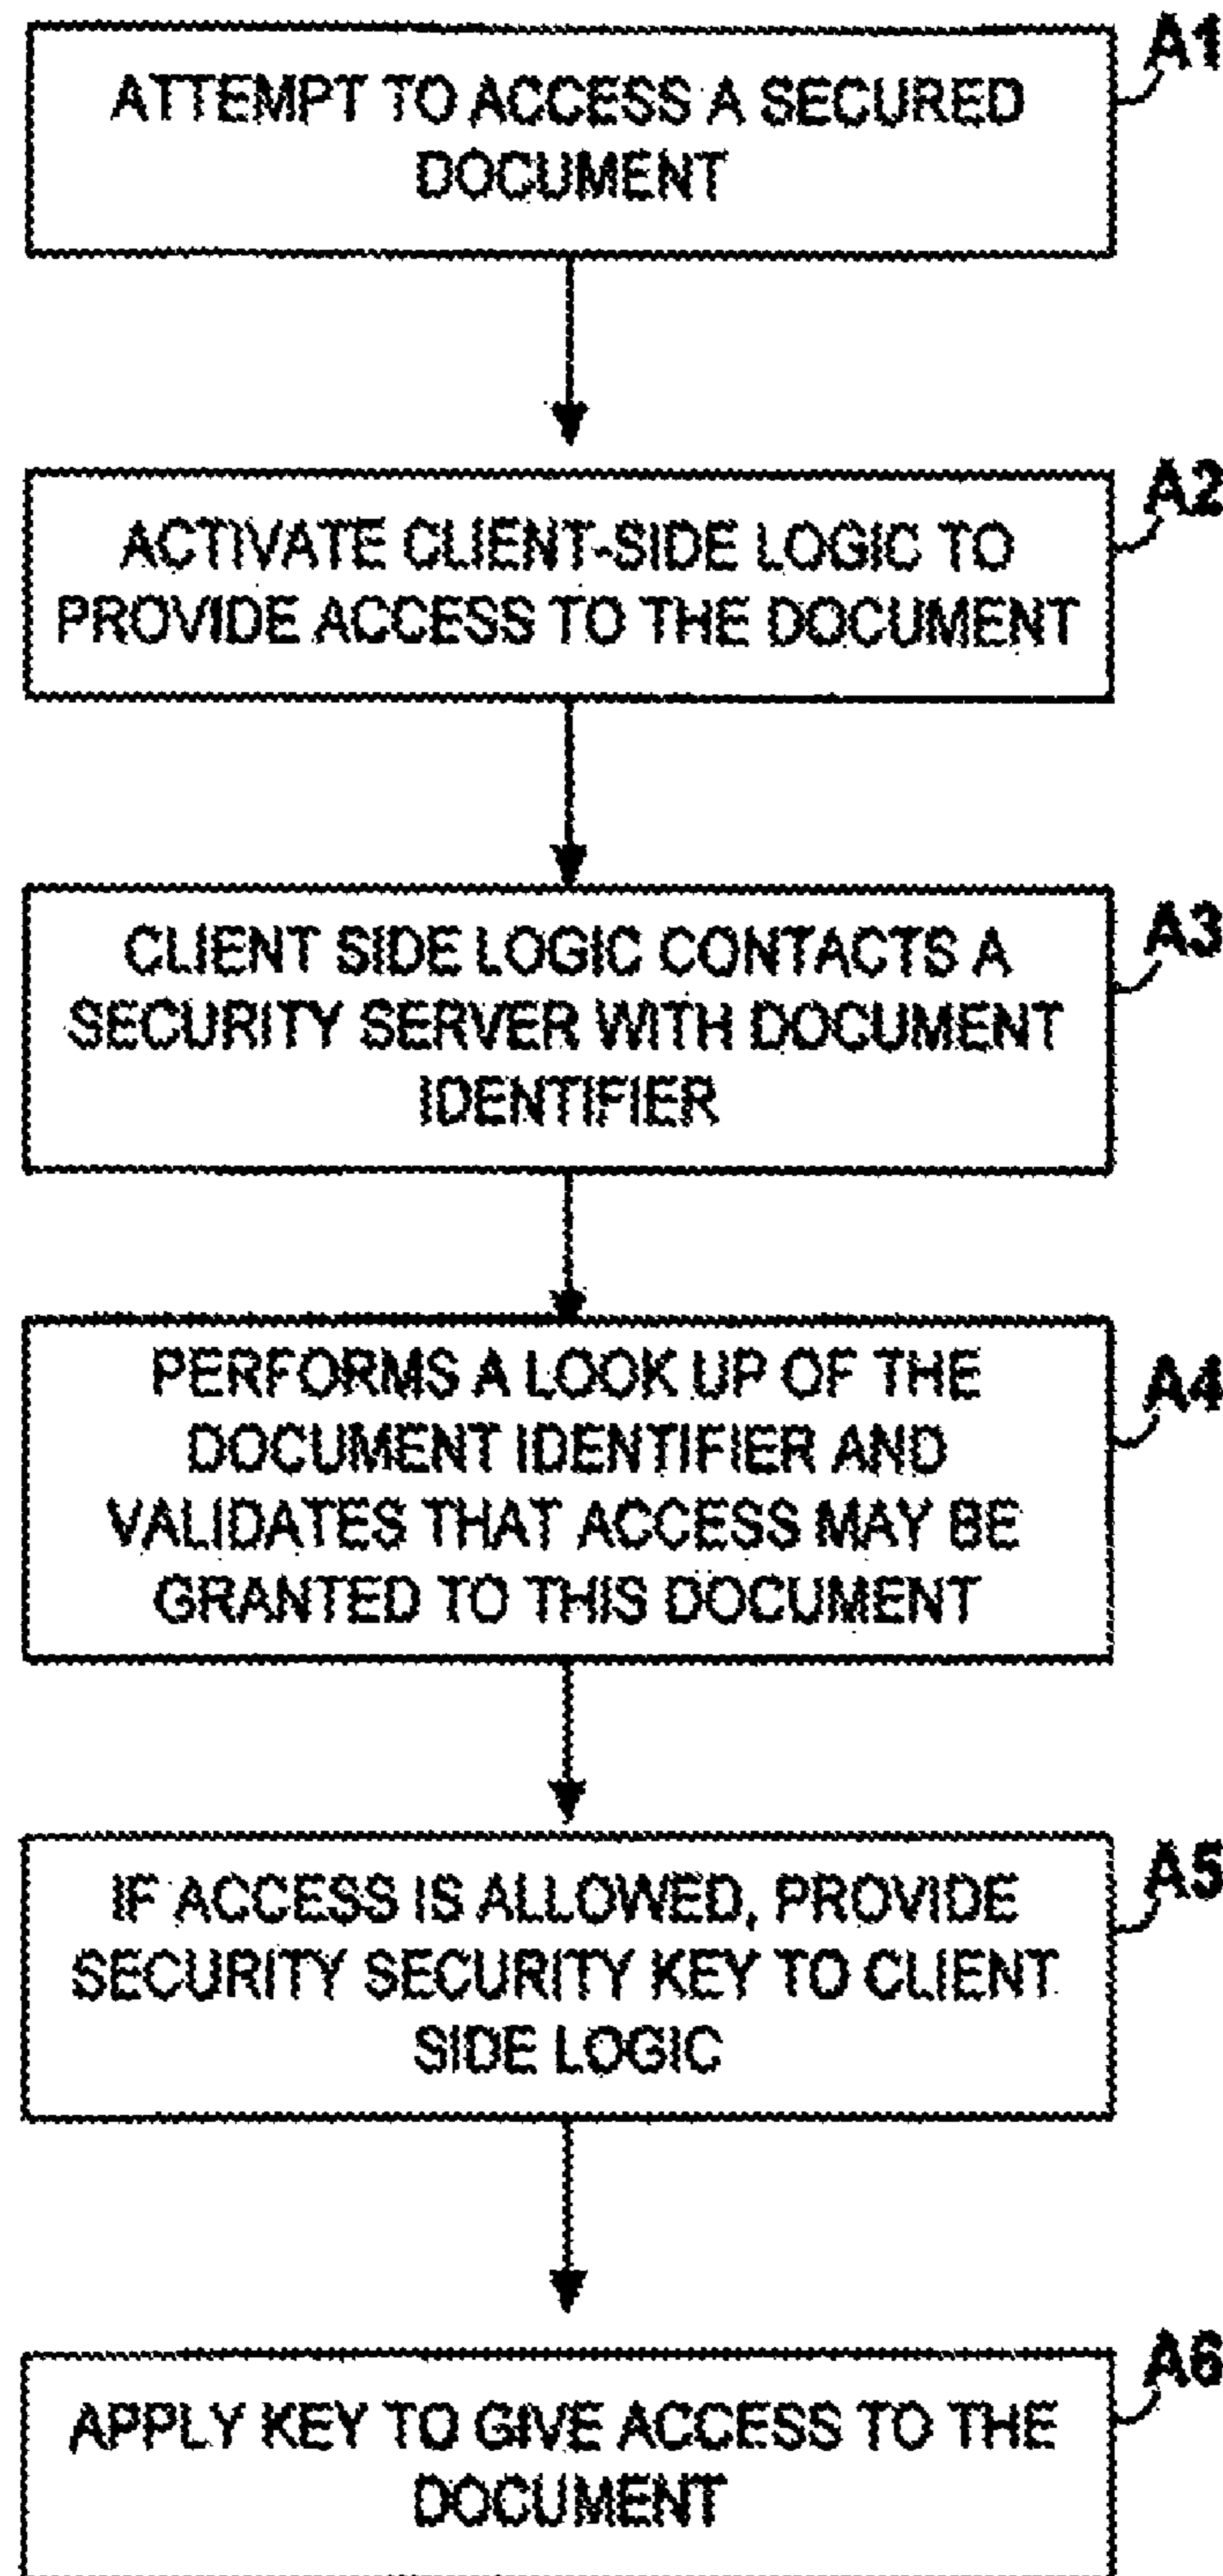 A1
ATTEMPT TO ACCESS A SECURED
DOCUMENT
A2
ACTIVATE CLIENT-SIDE LOGIC TO
PROVIDE ACCESS TO THE DOCUMENT
A3
CLIENT SIDE LOGIC CONTACTS A
SECURITY SERVER WITH DOCUMENT
IDENTIFIER
A4
PERFORMS A LOOK UP OF THE
DOCUMENT IDENTIFIER AND
VALIDATES THAT ACCESS MAY BE
GRANTED TO THIS DOCUMENT
A5
IF ACCESS IS ALLOWED, PROVIDE
SECURITY SECURITY KEY TO CLIENT
SIDE LOGIC
A6
APPLY KEY TO GIVE ACCESS TO THE
DOCUMENT